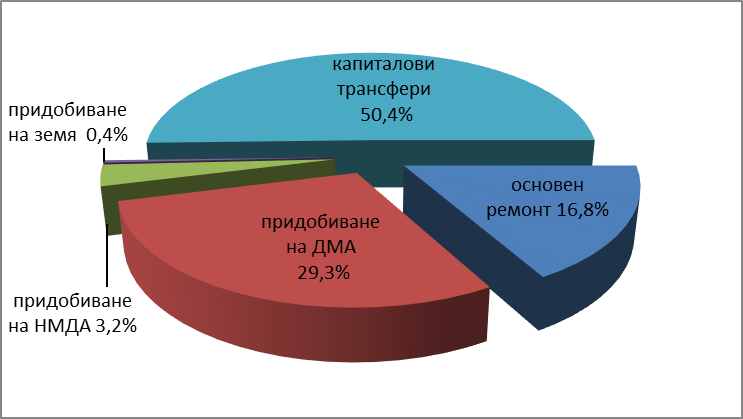 капиталови
трансфери
50,4%
придобиване
на земя  0,4%
основен
ремонт 16,8%
придобиване
на ДМА
29,3%
придобиване
на НМДА 3,2%